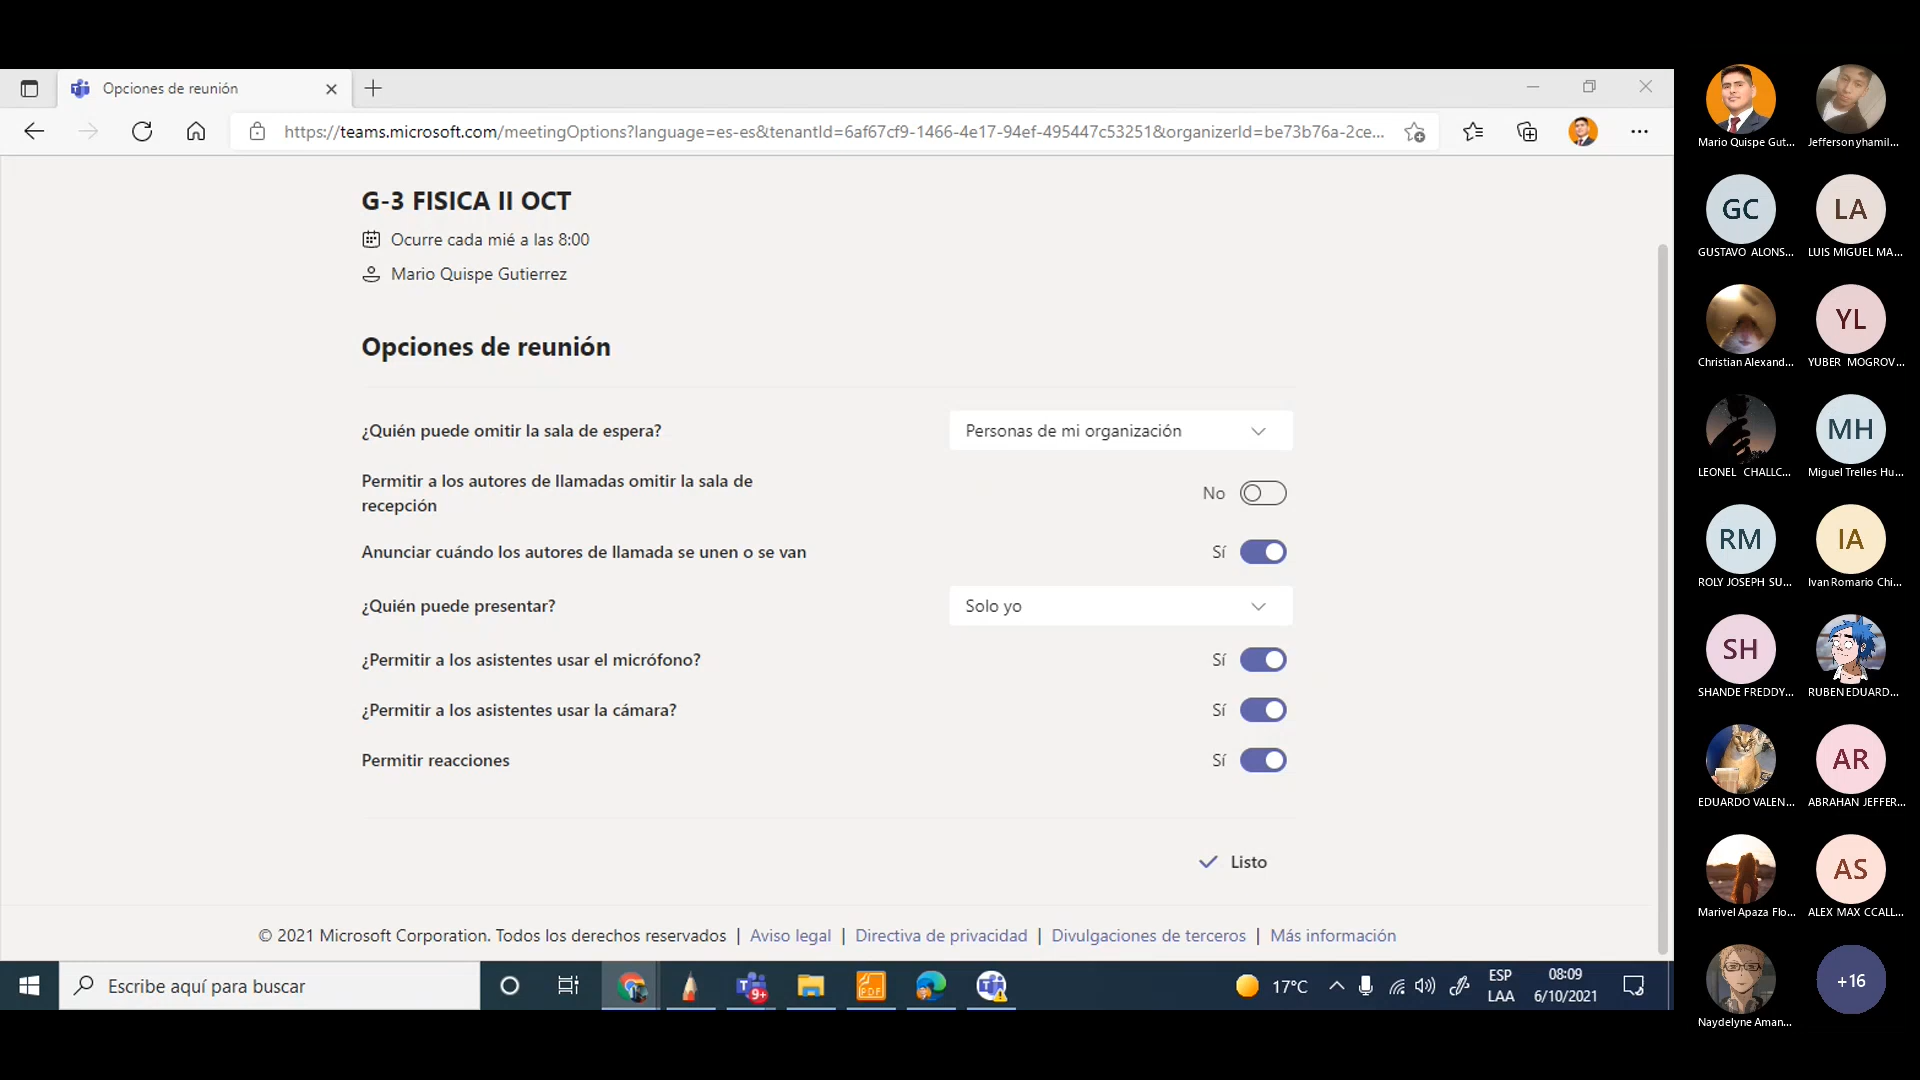 Opciones de reunión
https://teams.microsoft.com/meetingOptions?language=es-es&tenantId=6af67cf9-1466-4e17-94ef-495447c53251&organizerId=be73b76a-2ce...
G-3 FISICA II OCT
Ocurre cada mié a las 8:00
Mario Quispe Gutierrez
Opciones de reunión
¿Quién puede omitir la sala de espera?
Personas de mi organización
Permitir a los autores de llamadas omitir la sala de
recepción
No
Anunciar cuándo los autores de llamada se unen o se van
Sí
¿Quién puede presentar?
Solo yo
¿Permitir a los asistentes usar el micrófono?
Sí
¿Permitir a los asistentes usar la cámara?
Sí
Permitir reacciones
Sí
Listo
© 2021 Microsoft Corporation. Todos los derechos reservados | Aviso legal | Directiva de privacidad | Divulgaciones de terceros | Más información
Escribe aquí para buscar
9+
PDF
17°C
ESP
LAA
08:09
6/10/2021
Mario Quispe Gut...
Jefferson yhamil...
GC
GUSTAVO ALONS...
LA
LUIS MIGUEL MA...
Christian Alexand...
YL
YUBER MOGROV...
LEONEL CHALLC...
MH
Miguel Trelles Hu...
RM
ROLY JOSEPH SU...
IA
Ivan Romario Chi...
SH
SHANDE FREDDY...
RUBEN EDUARD...
EDUARDO VALEN...
AR
ABRAHAN JEFFER...
Marivel Apaza Flo...
AS
ALEX MAX CCALL...
Naydelyne Aman...
+16